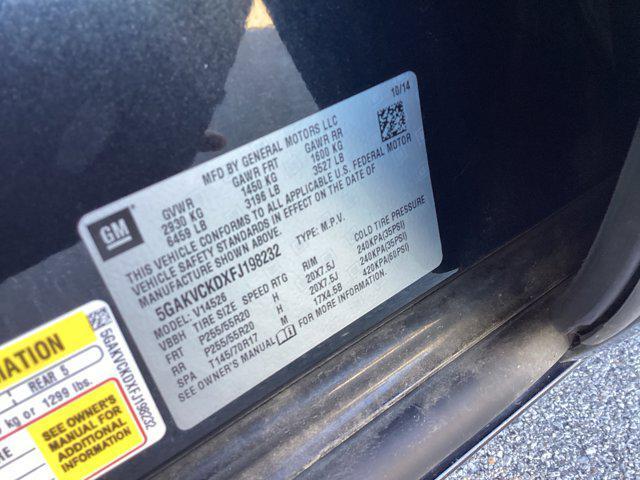 10/14
MFD BY GENERAL MOTORS LLC
GM
GVWR GAWR FRT GAWR RR
2930 KG 1450 KG 1600 KG
6459 LB 3196 LB 3527 LB
THIS VEHICLE CONFORMS TO ALL APPLICABLE U.S. FEDERAL MOTOR
VEHICLE SAFETY STANDARDS IN EFFECT ON THE DATE OF
MANUFACTURE SHOWN ABOVE.
5GAKVCKDXFJ198232 TYPE: M.P.V.
MODEL: V14526
VBBH TIRE SIZE SPEED RTG RIM COLD TIRE PRESSURE
FRT P255/55R20 H 20X7.5J 240KPA(35PSI)
RR P255/55R20 H 20X7.5J 240KPA(35PSI)
SPA T145/70R17 M 17X4.5B 420KPA(60PSI)
SEE OWNER'S MANUAL FOR MORE INFORMATION.
5GAKVCKDXFJ198232
MATION
REAR 5
kg or 1299 lbs.
SEE OWNER'S
MANUAL FOR
ADDITIONAL
INFORMATION